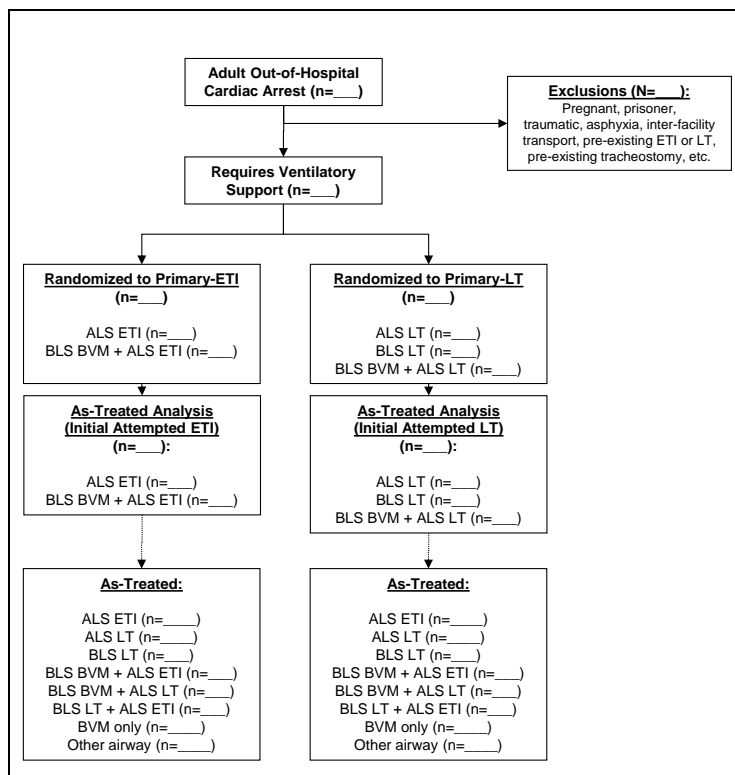 Adult Out-of-Hospital
Cardiac Arrest (n=___)
Exclusions (N=___):
Pregnant, prisoner,
traumatic, asphyxia, inter-facility
transport, pre-existing ETI or LT,
pre-existing tracheostomy, etc.
Requires Ventilatory
Support (n=___)
Randomized to Primary-ETI
(n=___)
ALS ETI (n=___)
BLS BVM + ALS ETI (n=___)
Randomized to Primary-LT
(n=___)
ALS LT (n=___)
BLS LT (n=___)
BLS BVM + ALS LT (n=___)
As-Treated Analysis
(Initial Attempted ETI)
(n=___):
ALS ETI (n=___)
BLS BVM + ALS ETI (n=___)
As-Treated Analysis
(Initial Attempted LT)
(n=___):
ALS LT (n=___)
BLS LT (n=___)
BLS BVM + ALS LT (n=___)
As-Treated:
ALS ETI (n=____)
ALS LT (n=____)
BLS LT (n=___)
BLS BVM + ALS ETI (n=___)
BLS BVM + ALS LT (n=___)
BLS LT + ALS ETI (n=___)
BVM only (n=____)
Other airway (n=____)
As-Treated:
ALS ETI (n=____)
ALS LT (n=____)
BLS LT (n=___)
BLS BVM + ALS ETI (n=___)
BLS BVM + ALS LT (n=___)
BLS LT + ALS ETI (n=___)
BVM only (n=____)
Other airway (n=____)